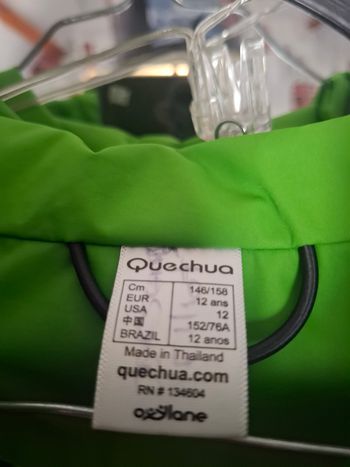 Quechua
Cm 146/158
EUR 12 ans
USA 12
中国 152/76A
BRAZIL 12 anos
Made in Thailand
quechua.com
RN # 134604
oxylane